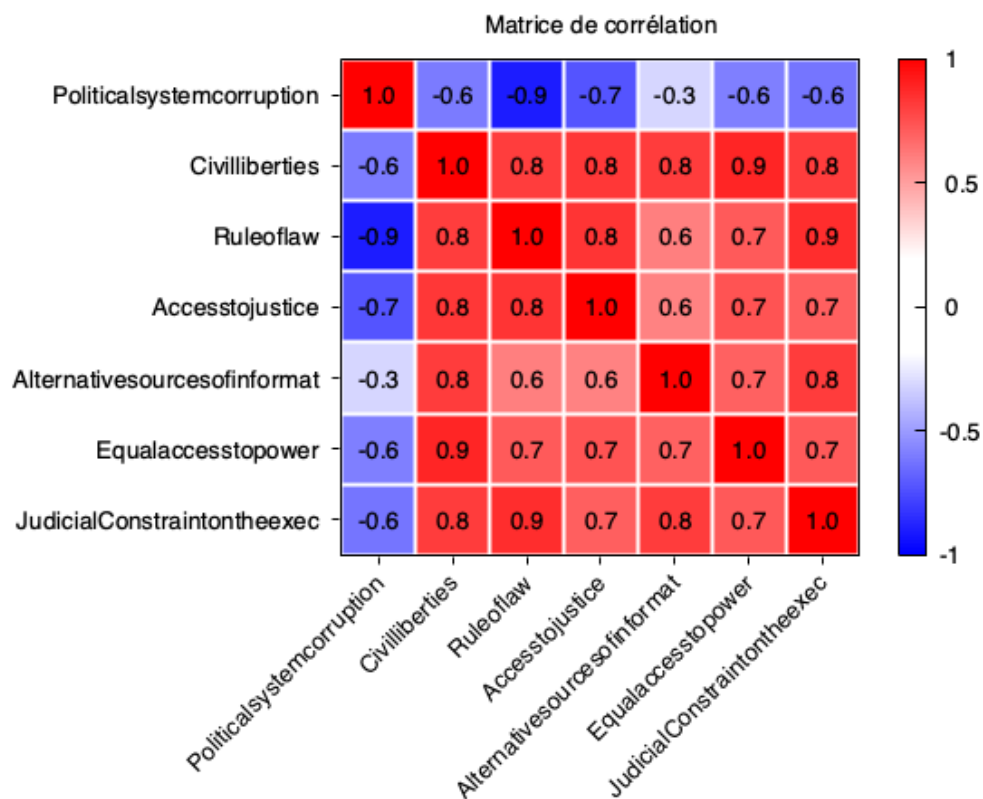 Matrice de corrélation
Politicalsystemcorruption 1.0 -0.6 -0.9 -0.7 -0.3 -0.6 -0.6
Civilliberties -0.6 1.0 0.8 0.8 0.8 0.9 0.8
Ruleoflaw -0.9 0.8 1.0 0.8 0.6 0.7 0.9
Accesstojustice -0.7 0.8 0.8 1.0 0.6 0.7 0.7
Alternativesourcesofinformat -0.3 0.8 0.6 0.6 1.0 0.7 0.8
Equalaccesstopower -0.6 0.9 0.7 0.7 0.7 1.0 0.7
JudicialConstraintontheexec -0.6 0.8 0.9 0.7 0.8 0.7 1.0
Politicalsystemcorruption
Civilliberties
Ruleoflaw
Accesstojustice
Alternativesourcesofinformat
Equalaccesstopower
JudicialConstraintontheexec
1
0.5
0
-0.5
-1